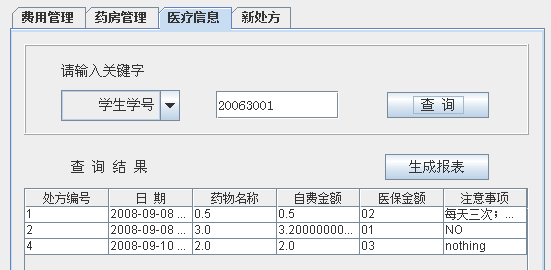 费用管理 药房管理 医疗信息 新处方
请输入关键字
学生学号 20063001 查 询
查 询 结 果 生成报表
处方编号 日 期 药物名称 自费金额 医保金额 注意事项
1 2008-09-08 ... 0.5 0.5 02 每天三次；...
2 2008-09-08 ... 3.0 3.20000000... 01 NO
4 2008-09-10 ... 2.0 2.0 03 nothing